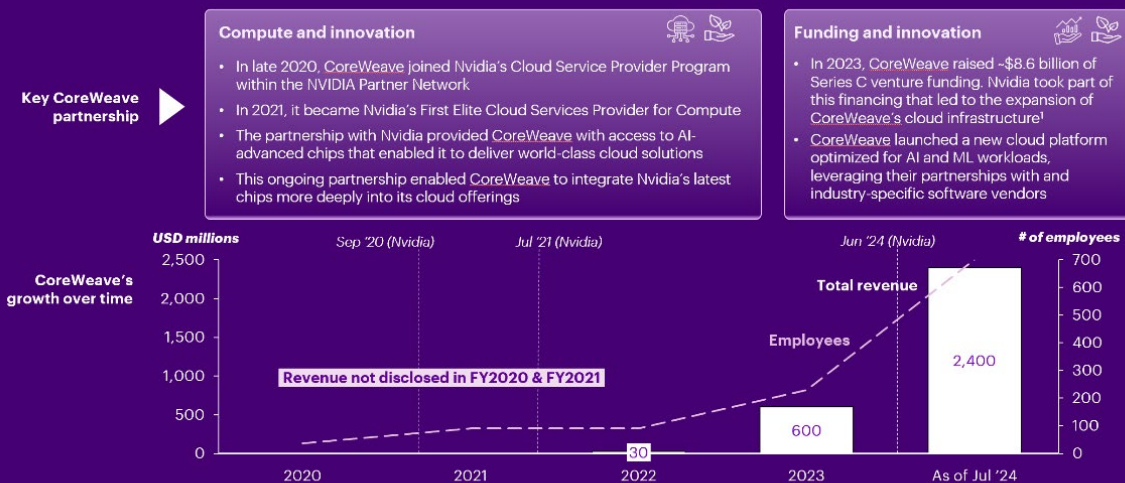 Key CoreWeave
partnership
Compute and innovation
• In late 2020, CoreWeave joined Nvidia's Cloud Service Provider Program
within the NVIDIA Partner Network
• In 2021, it became Nvidia's First Elite Cloud Services Provider for Compute
• The partnership with Nvidia provided CoreWeave with access to AI-
advanced chips that enabled it to deliver world-class cloud solutions
• This ongoing partnership enabled CoreWeave to integrate Nvidia's latest
chips more deeply into its cloud offerings
Funding and innovation
• In 2023, CoreWeave raised ~$8.6 billion of
Series C venture funding. Nvidia took part of
this financing that led to the expansion of
CoreWeave's cloud infrastructure¹
• CoreWeave launched a new cloud platform
optimized for AI and ML workloads,
leveraging their partnerships with and
industry-specific software vendors
CoreWeave's
growth over time
USD millions
Sep '20 (Nvidia)
Jul '21 (Nvidia)
Jun '24 (Nvidia)
# of employees
2,500
2,000
1,500
1,000
500
0
Total revenue
Employees
Revenue not disclosed in FY2020 & FY2021
30
600
2,400
700
600
500
400
300
200
100
0
2020
2021
2022
2023
As of Jul '24